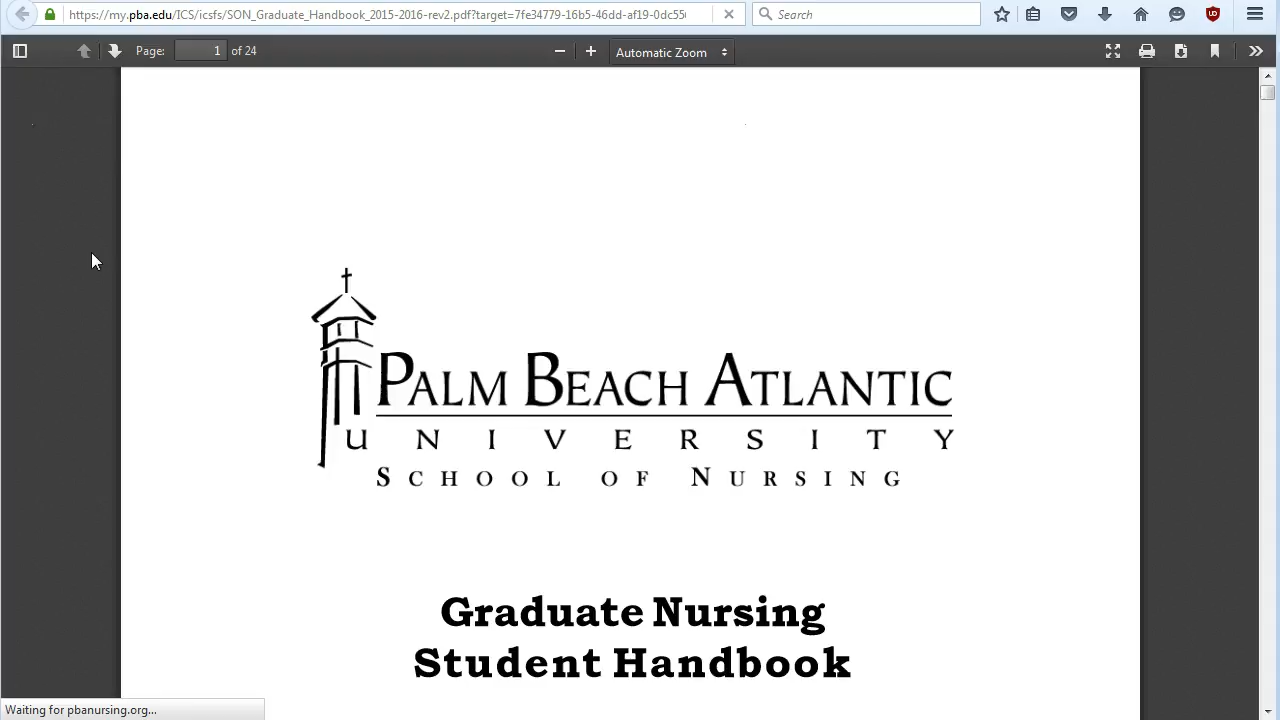 https://my.pba.edu/ICS/icsfs/SON_Graduate_Handbook_2015-2016-rev2.pdf?target=7fe34779-16b5-46dd-af19-0dc55
Search
Page: 1 of 24
Automatic Zoom
PALM BEACH ATLANTIC
UNIVERSITY
SCHOOL OF NURSING
Graduate Nursing
Student Handbook
Waiting for pbanursing.org...